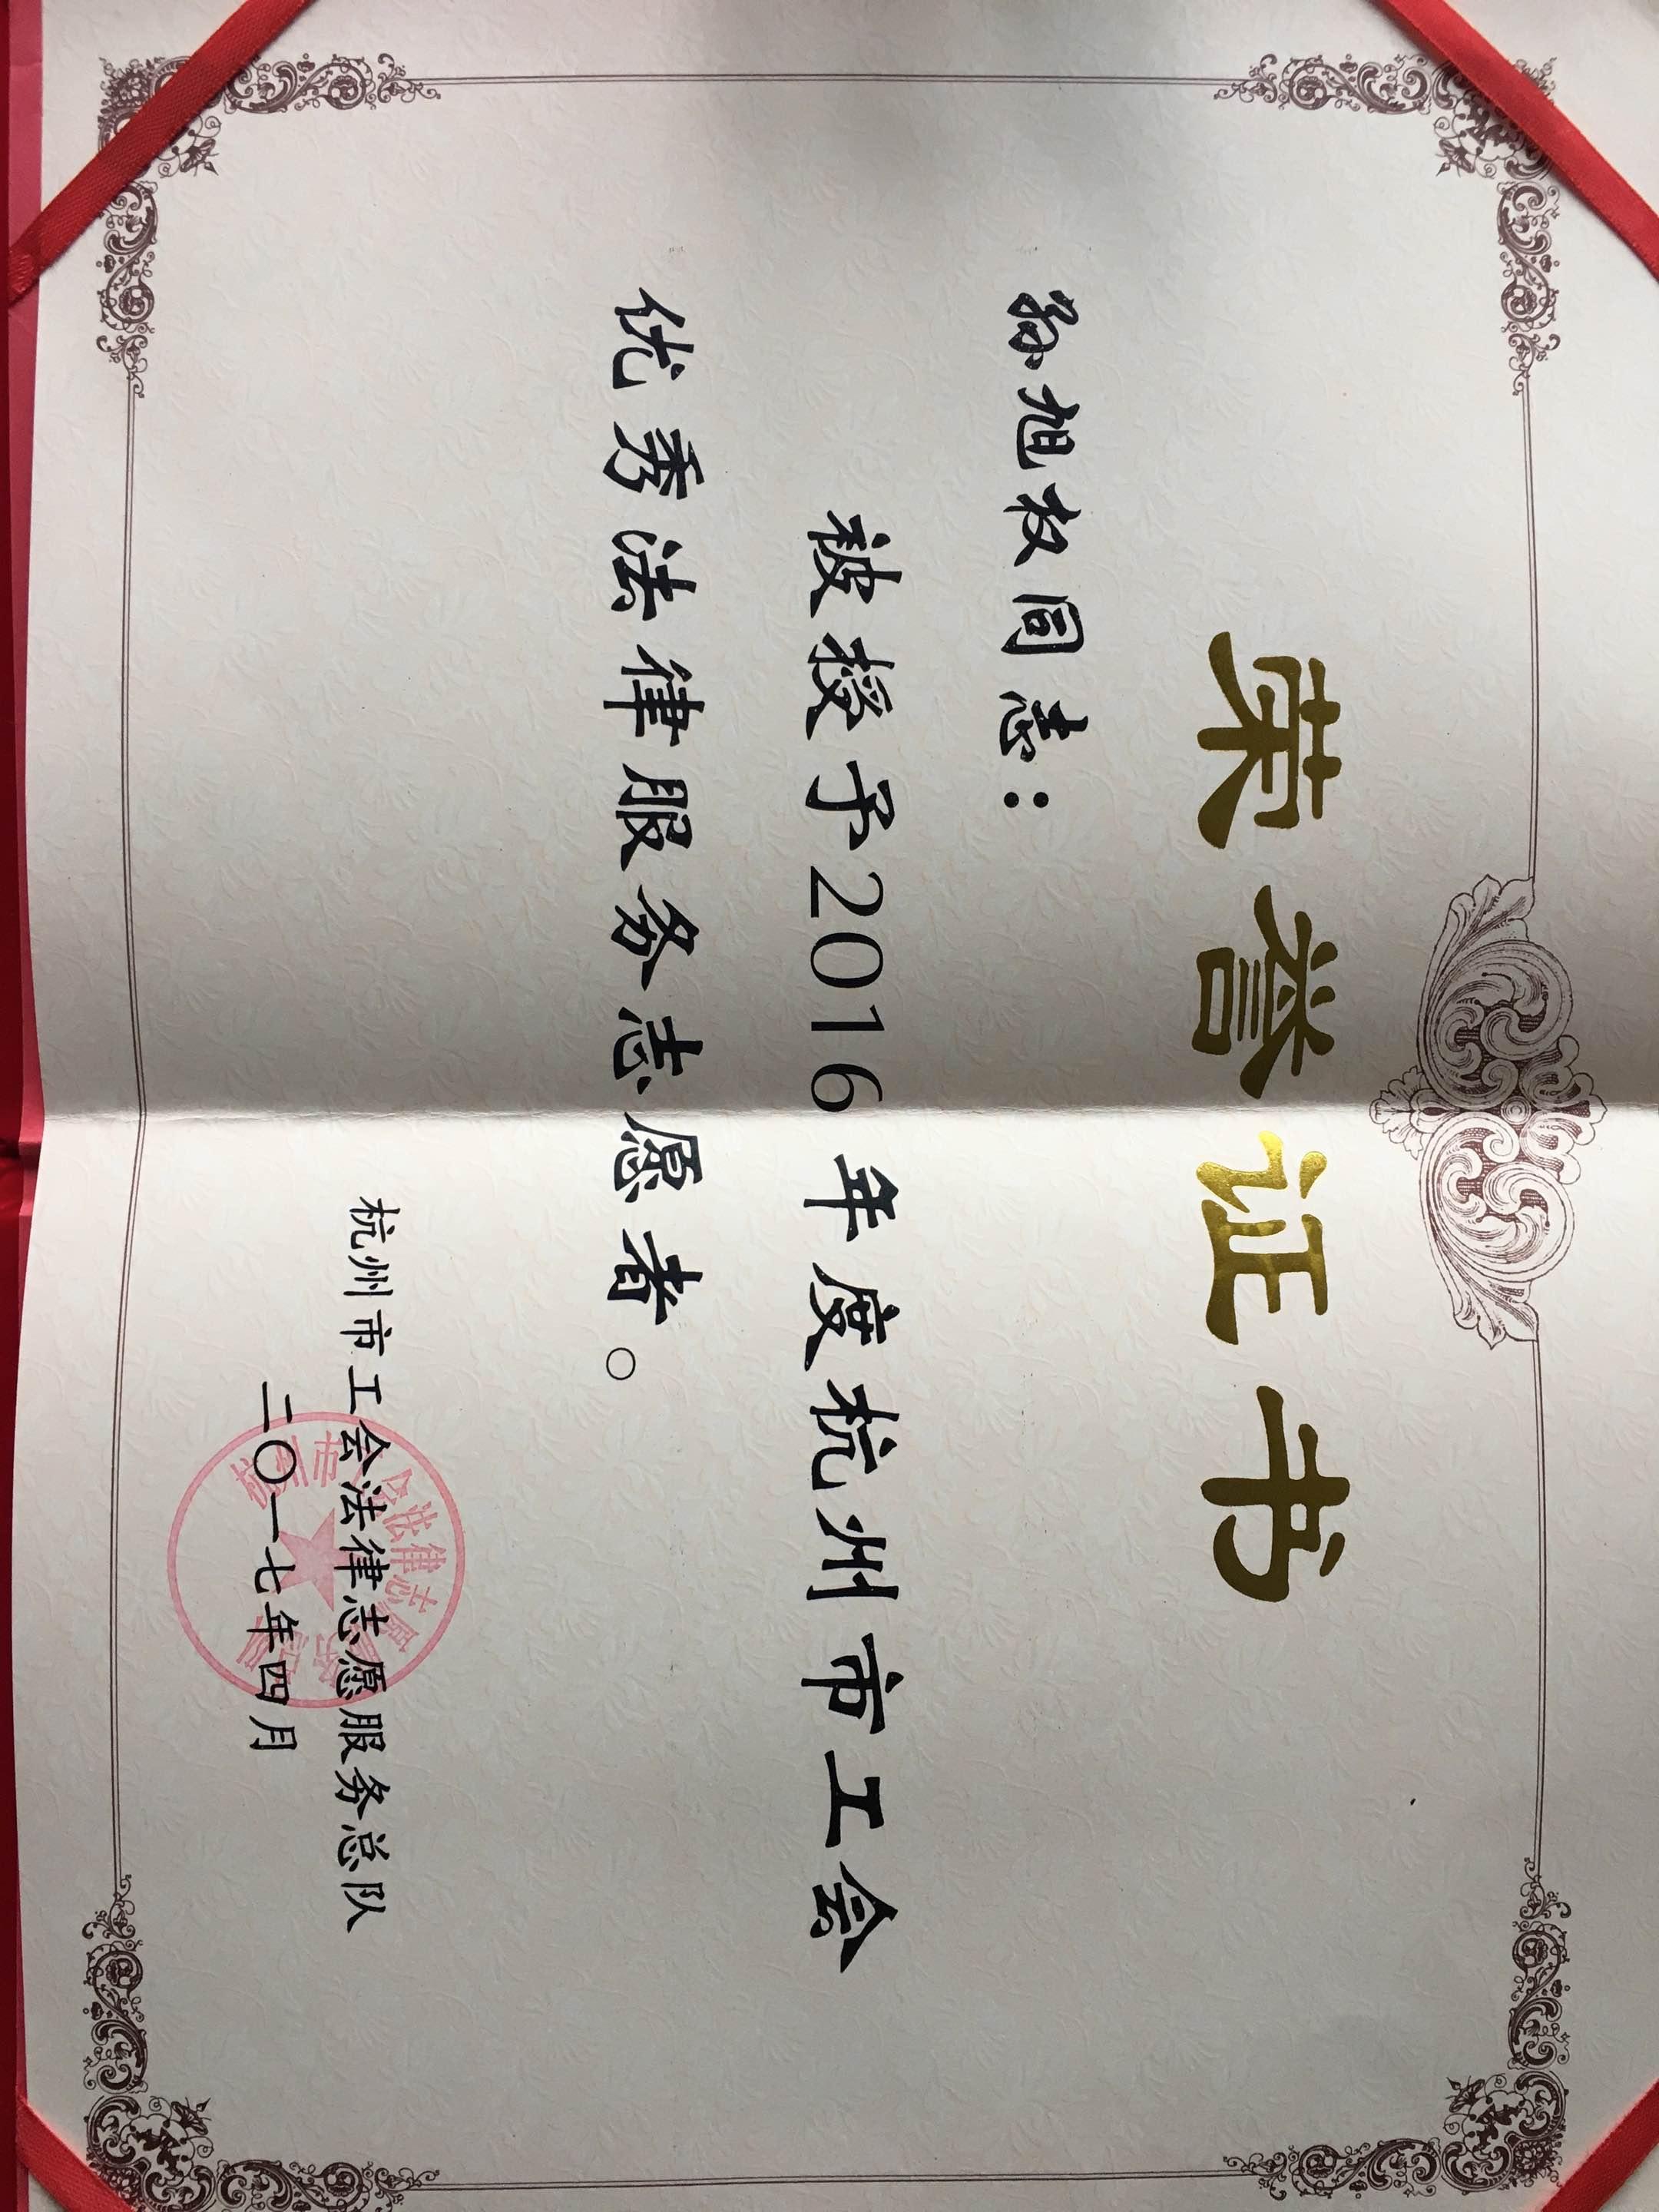 荣誉证书
孙旭权同志：
被授予2016年度杭州市工会
优秀法律服务志愿者。
杭州市工会法律志愿服务总队
二〇一七年四月